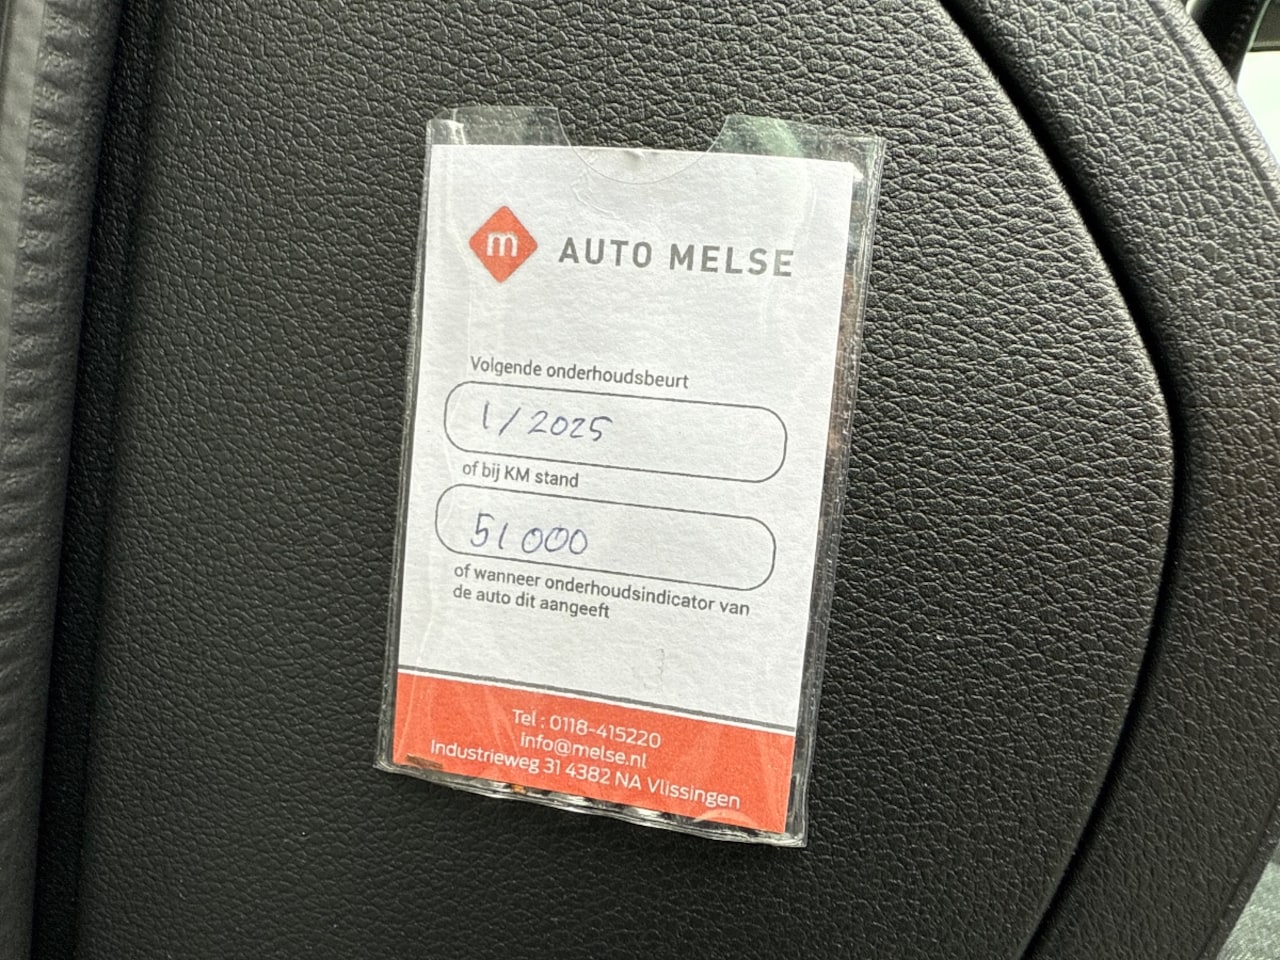 m
AUTO MELSE
Volgende onderhoudsbeurt
1/2025
of bij KM stand
51000
of wanneer onderhoudsindicator van
de auto dit aangeeft
Tel : 0118-415220
info@melse.nl
Industrieweg 31 4382 NA Vlissingen